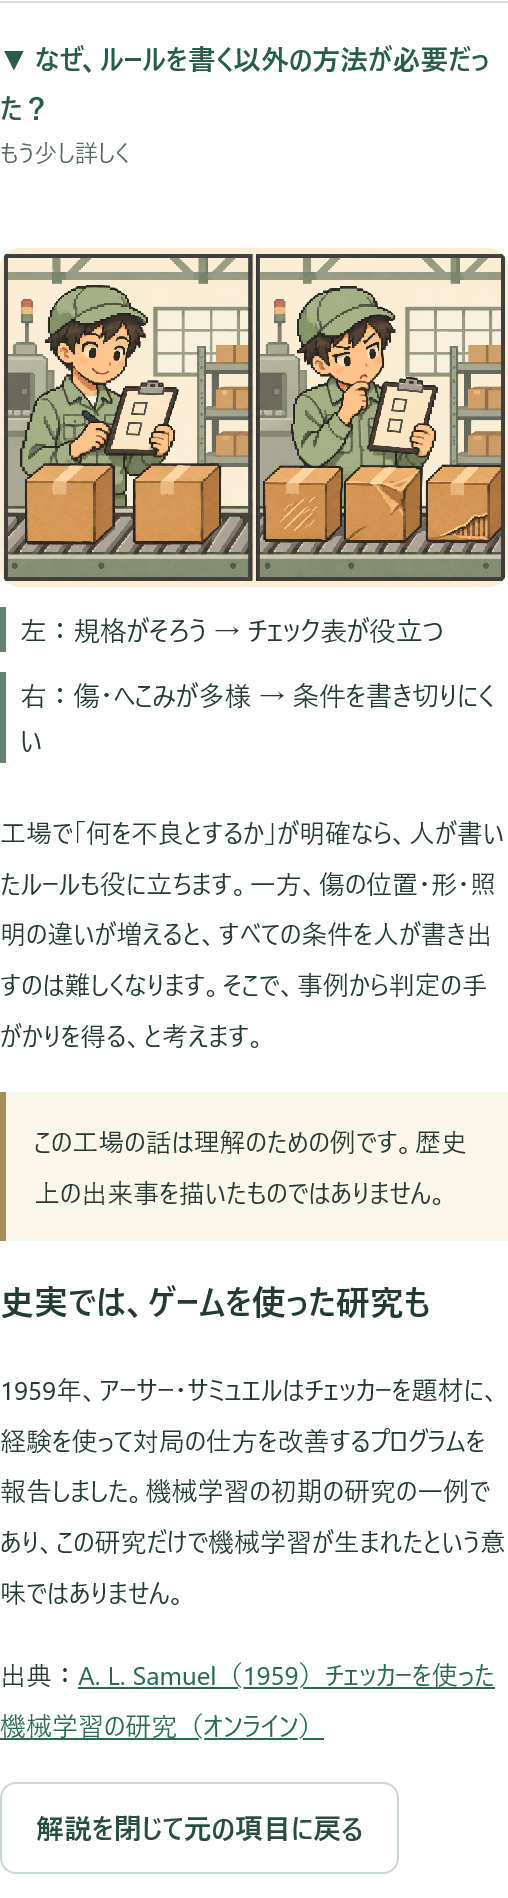 ▼ なぜ、ルールを書く以外の方法が必要だっ
た？
もう少し詳しく
左：規格がそろう → チェック表が役立つ
右：傷・へこみが多様 → 条件を書き切りにく
い
工場で「何を不良とするか」が明確なら、人が書い
たルールも役に立ちます。一方、傷の位置・形・照
明の違いが増えると、すべての条件を人が書き出
すのは難しくなります。そこで、事例から判定の手
がかりを得る、と考えます。
この工場の話は理解のための例です。歴史
上の出来事を描いたものではありません。
史実では、ゲームを使った研究も
1959年、アーサー・サミュエルはチェッカーを題材に、
経験を使って対局の仕方を改善するプログラムを
報告しました。機械学習の初期の研究の一例で
あり、この研究だけで機械学習が生まれたという意
味ではありません。
出典：A. L. Samuel（1959）チェッカーを使った
機械学習の研究（オンライン）
解説を閉じて元の項目に戻る